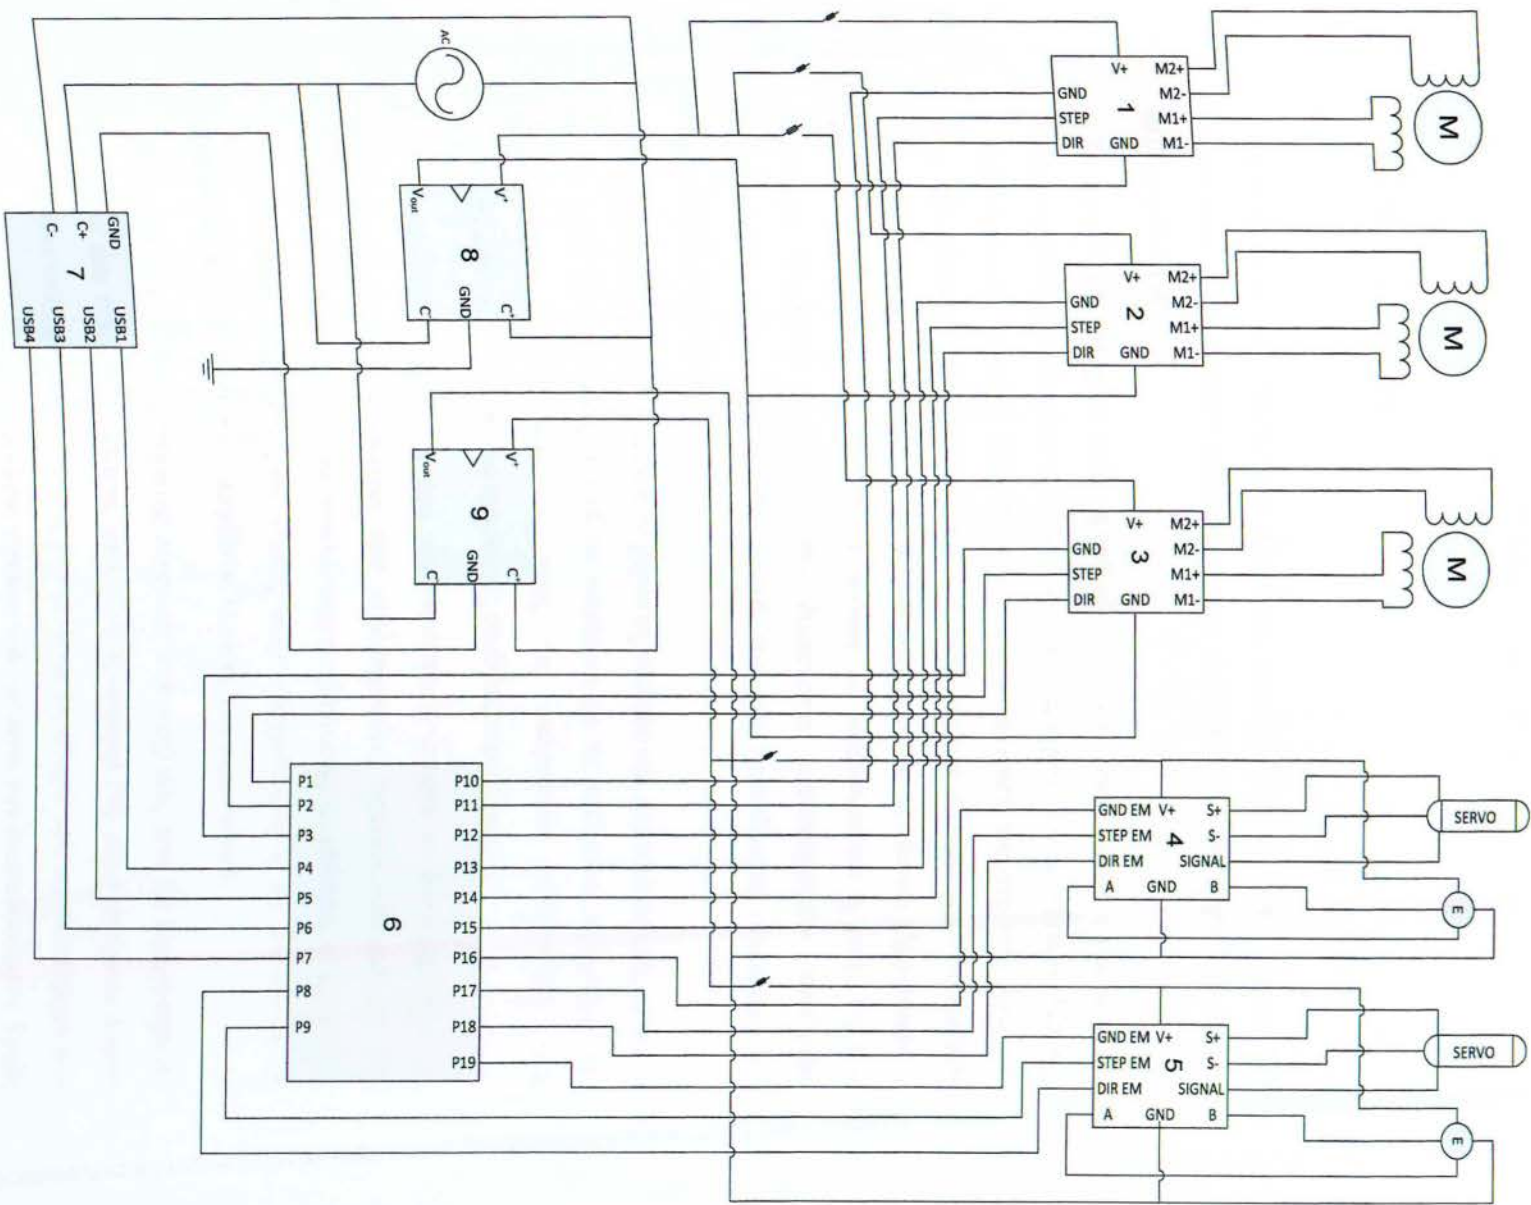 AC
V+ M2+
GND M2-
1
STEP M1+
DIR GND M1-
M
V+ M2+
GND M2-
2
STEP M1+
DIR GND M1-
M
V+ M2+
GND M2-
3
STEP M1+
DIR GND M1-
M
GND EM V+ S+
STEP EM 4 S-
DIR EM SIGNAL
A GND B
SERVO
E
GND EM V+ S+
STEP EM 5 S-
DIR EM SIGNAL
A GND B
SERVO
E
Vout V+
8
C- GND C+
Vout V+
9
C- GND C+
C- C+ GND
7
USB4 USB3 USB2 USB1
P1 P10
P2 P11
P3 P12
P4 P13
P5 P14
6
P6 P15
P7 P16
P8 P17
P9 P18
P19